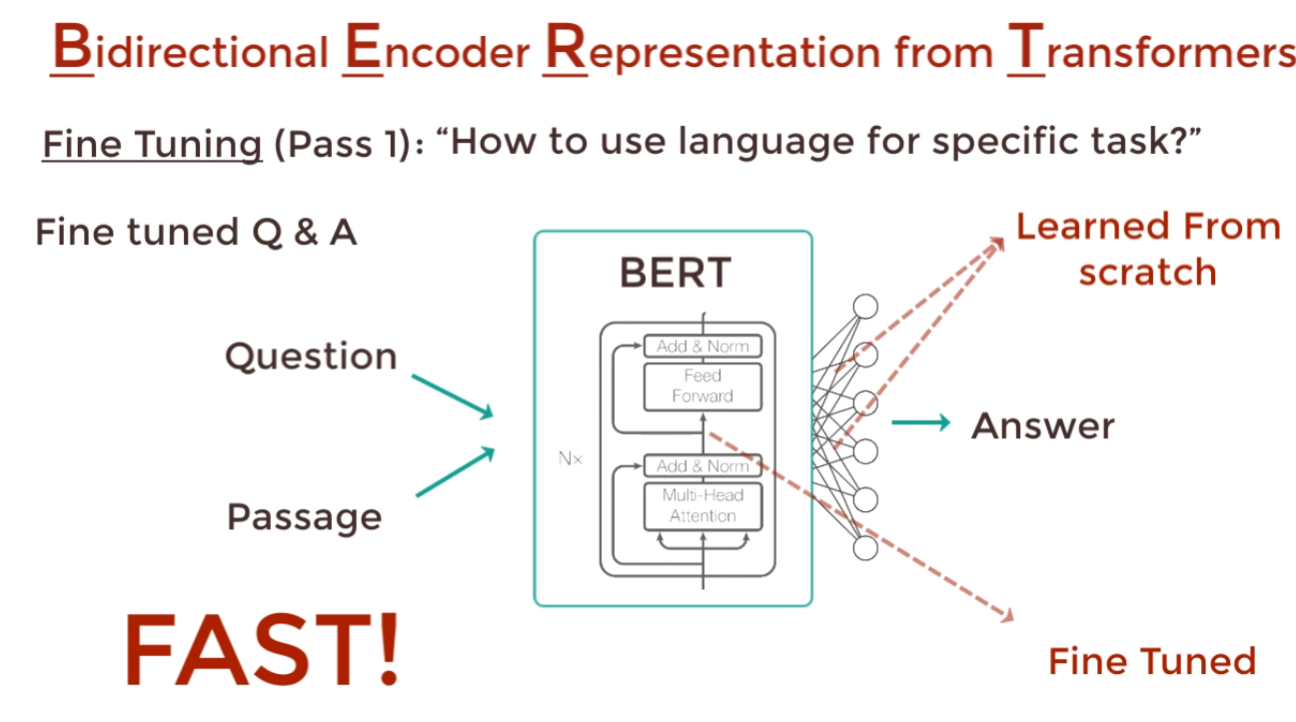 Bidirectional Encoder Representation from Transformers
Fine Tuning (Pass 1): “How to use language for specific task?”
Fine tuned Q & A
Learned From
scratch
BERT
Add & Norm
Feed
Forward
Question
Answer
Nx
Add & Norm
Multi-Head
Attention
Passage
FAST!
Fine Tuned